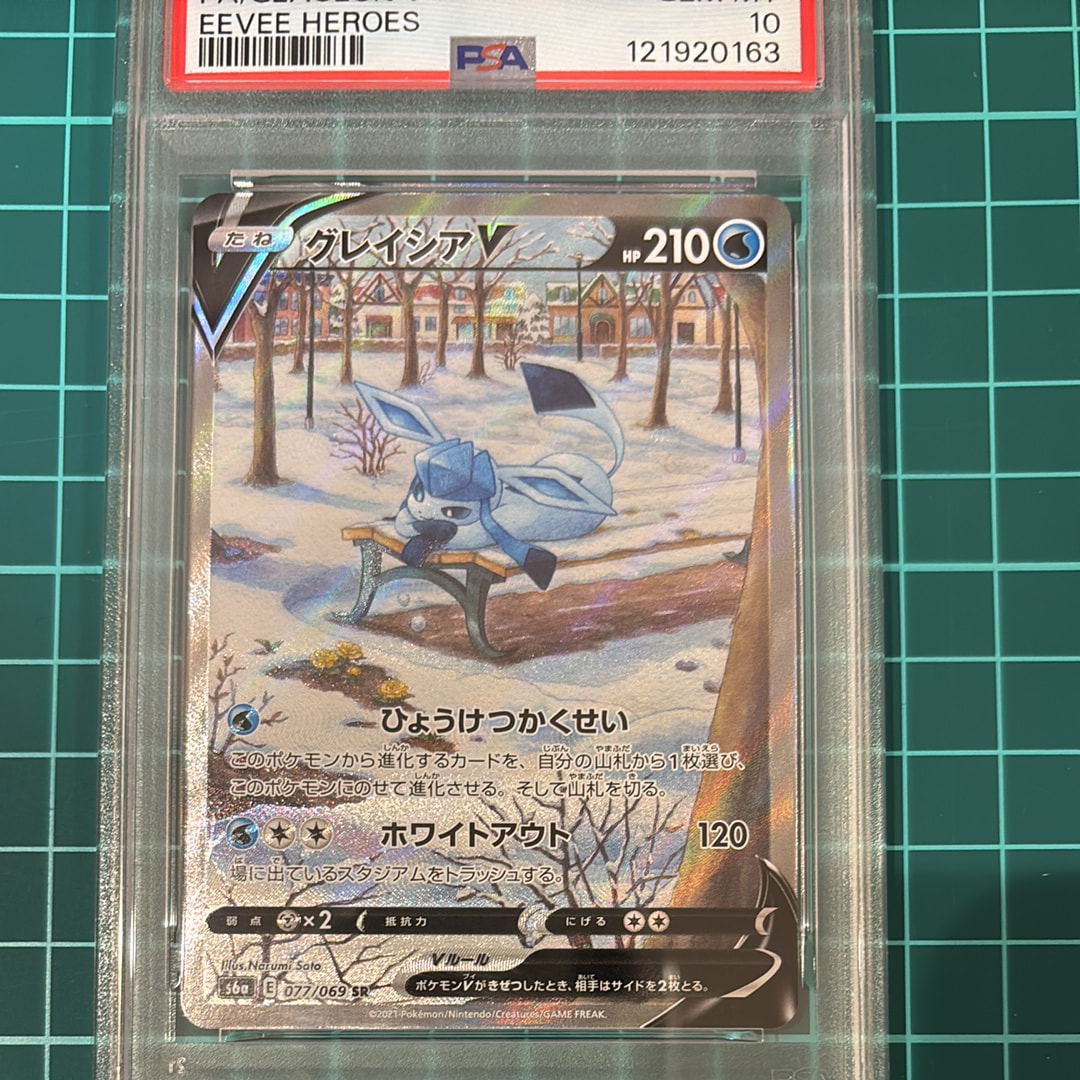 EEVEE HEROES
10
PSA
121920163
たね
グレイシアV
HP 210
ひょうけつかくせい
このポケモンから進化するカードを、自分の山札から1枚選び、
このポケモンにのせて進化させる。そして山札を切る。
ホワイトアウト 120
場に出ているスタジアムをトラッシュする。
弱点 ×2 抵抗力 にげる
Illus. Narumi Sato
Vルール
s6a E 077/069 SR
ポケモンVがきぜつしたとき、相手はサイドを2枚とる。
©2021 Pokémon/Nintendo/Creatures/GAME FREAK.